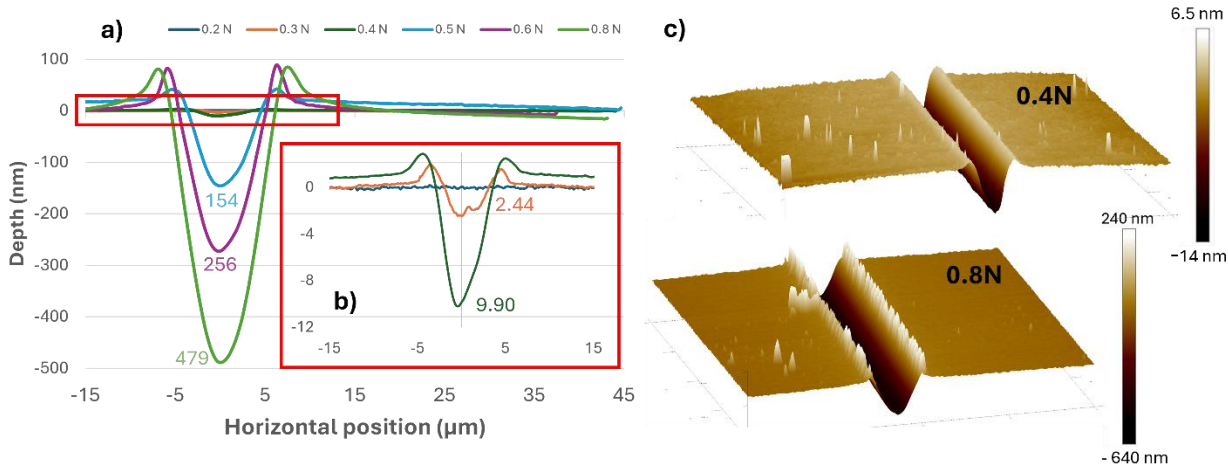 a)
0.2 N 0.3 N 0.4 N 0.5 N 0.6 N 0.8 N
100
0
-100
-200
-300
-400
-500
Depth (nm)
154
256
479
-15 -5 5 15 25 35 45
Horizontal position (µm)
b)
0
-4
-8
-12
2.44
9.90
-15 -5 5 15
c)
0.4N
6.5 nm
−14 nm
0.8N
240 nm
- 640 nm